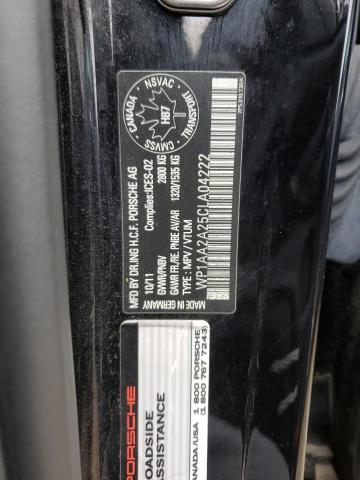 MFD BY DR.ING H.C.F. PORSCHE AG
10/11 Complies:ICES-02
GVWR/PNBV 2800 KG
GAWR FR./RE. PNBE AV/AR 1320/1535 KG
TYPE: MPV / VTUM
MADE IN GERMANY
WP1AA2A25CLA04222
CANADA
NSVAC
TRANSPORT
CMVSS
H87
PORSCHE
ROADSIDE
ASSISTANCE
CANADA/USA 1 800 PORSCHE
(1 800 767 7243)